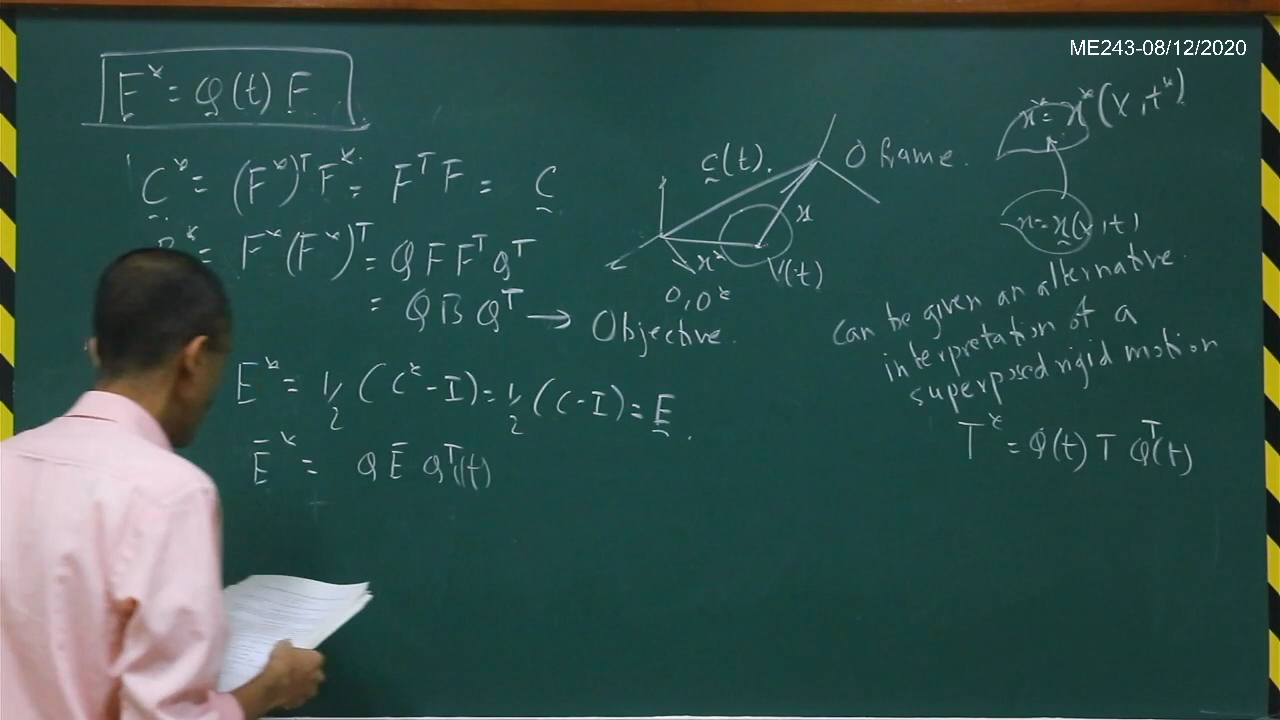 ME243-08/12/2020
F* = Q(t) F
C* = (F*)ᵀ F* = Fᵀ F = C
B* = F* (F*)ᵀ = Q F Fᵀ Qᵀ
= Q B Qᵀ → Objective.
E* = 1/2 (C* - I) = 1/2 (C - I) = E.
Ē* = Q Ē Qᵀ(t)
c(t).
O frame.
x
x*
V(t)
O, O*
x* = x*(X, t*).
x = x(X, t)
Can be given an alternative
interpretation of a
superposed rigid motion
T* = Q(t) T Qᵀ(t)